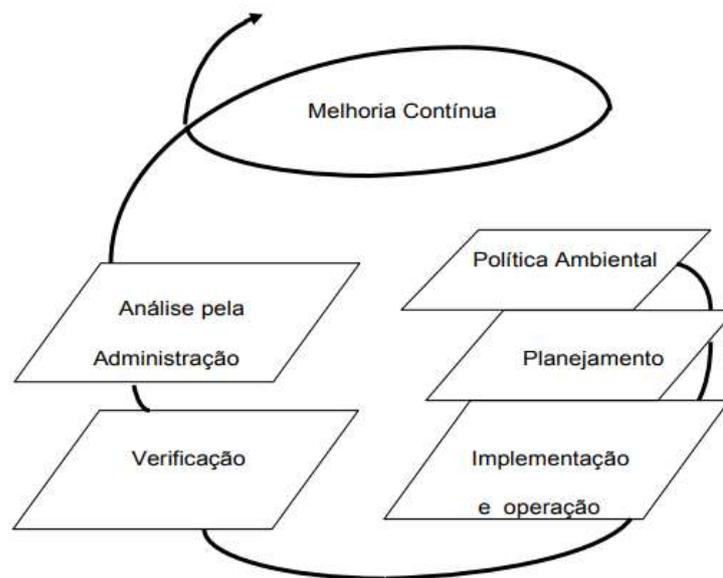 Melhoria Contínua
Política Ambiental
Análise pela
Administração
Planejamento
Verificação
Implementação
e operação